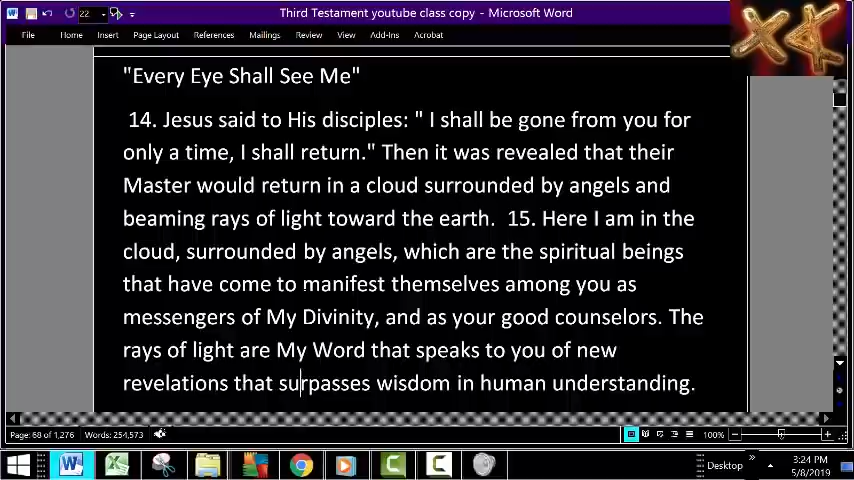 22
Third Testament youtube class copy - Microsoft Word
File Home Insert Page Layout References Mailings Review View Add-Ins Acrobat
"Every Eye Shall See Me"
14. Jesus said to His disciples: " I shall be gone from you for
only a time, I shall return." Then it was revealed that their
Master would return in a cloud surrounded by angels and
beaming rays of light toward the earth. 15. Here I am in the
cloud, surrounded by angels, which are the spiritual beings
that have come to manifest themselves among you as
messengers of My Divinity, and as your good counselors. The
rays of light are My Word that speaks to you of new
revelations that surpasses wisdom in human understanding.
Page: 68 of 1,276 Words: 254,573 100%
Desktop
3:24 PM
5/8/2019